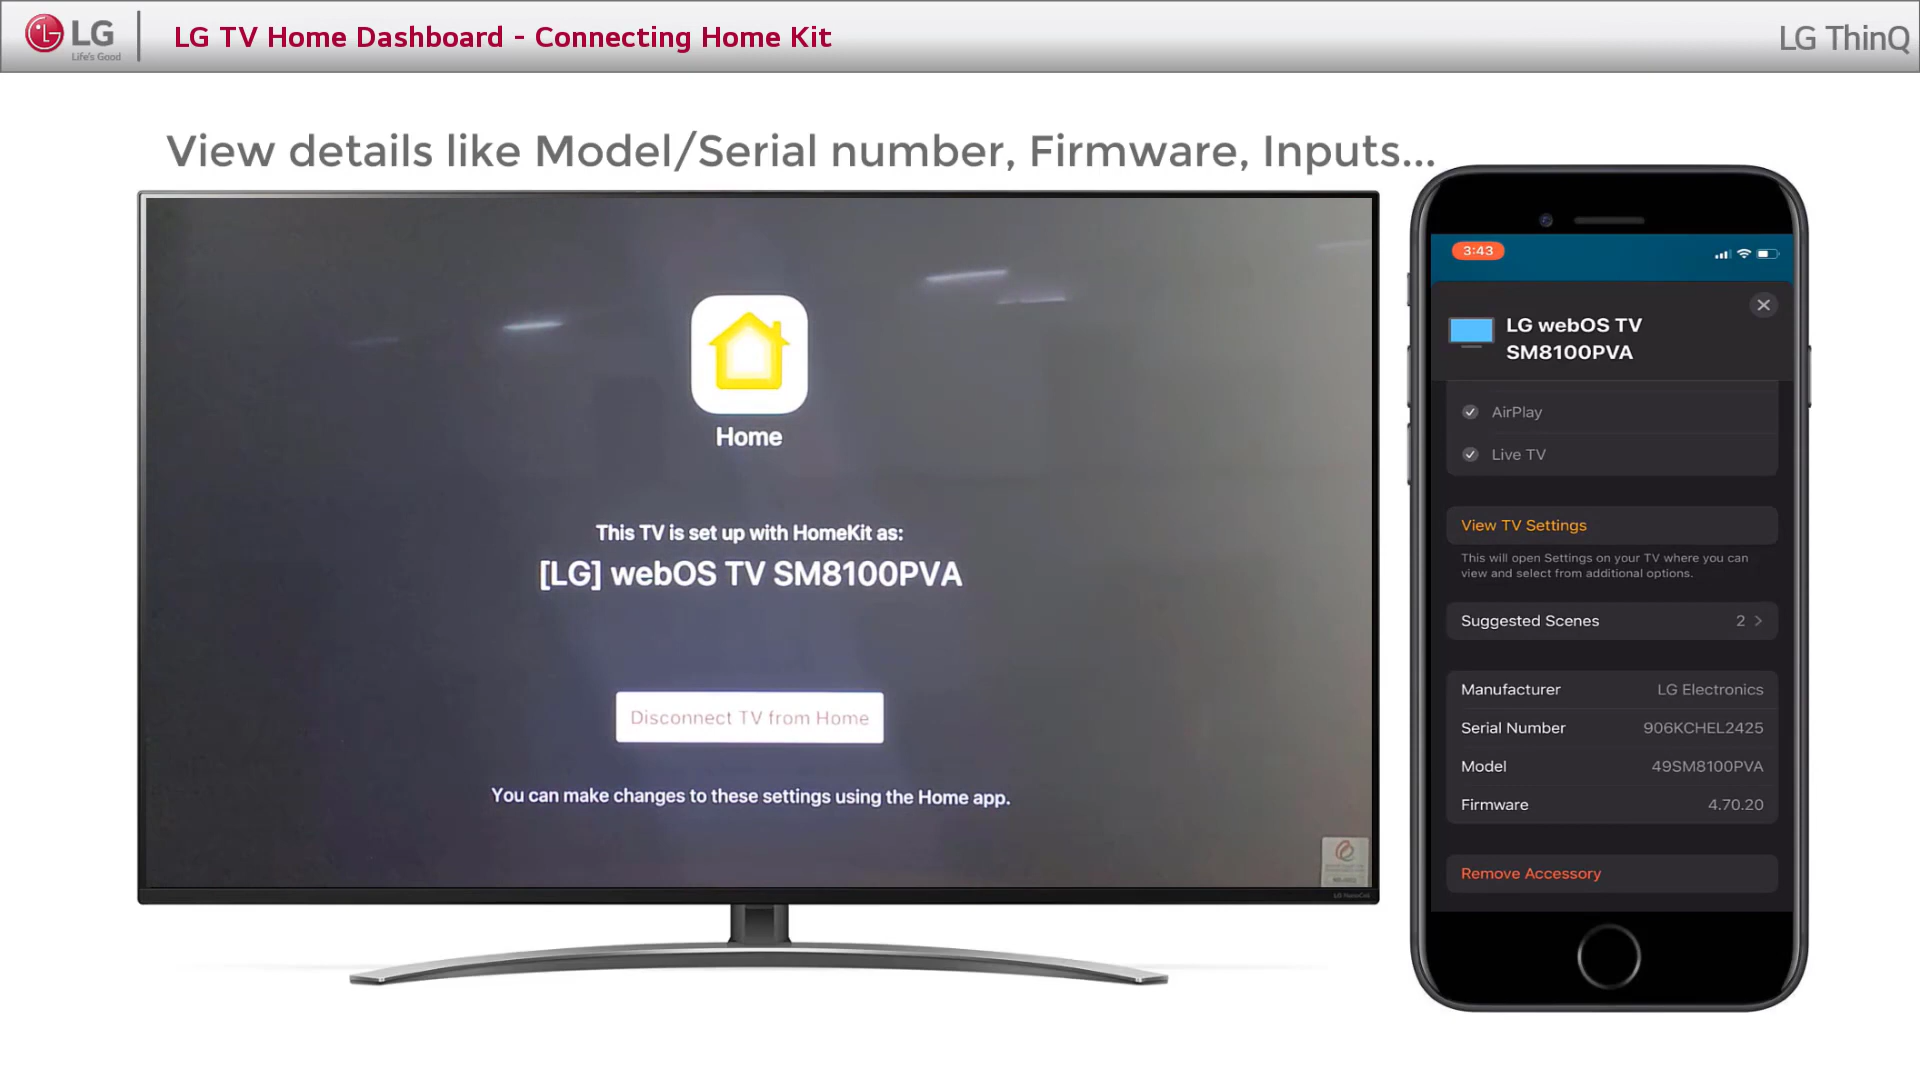 LG
Life's Good
LG TV Home Dashboard - Connecting Home Kit
LG ThinQ
View details like Model/Serial number, Firmware, Inputs...
Home
This TV is set up with HomeKit as:
[LG] webOS TV SM8100PVA
Disconnect TV from Home
You can make changes to these settings using the Home app.
3:43
LG webOS TV
SM8100PVA
AirPlay
Live TV
View TV Settings
This will open Settings on your TV where you can
view and select from additional options.
Suggested Scenes 2
Manufacturer LG Electronics
Serial Number 906KCHEL2425
Model 49SM8100PVA
Firmware 4.70.20
Remove Accessory